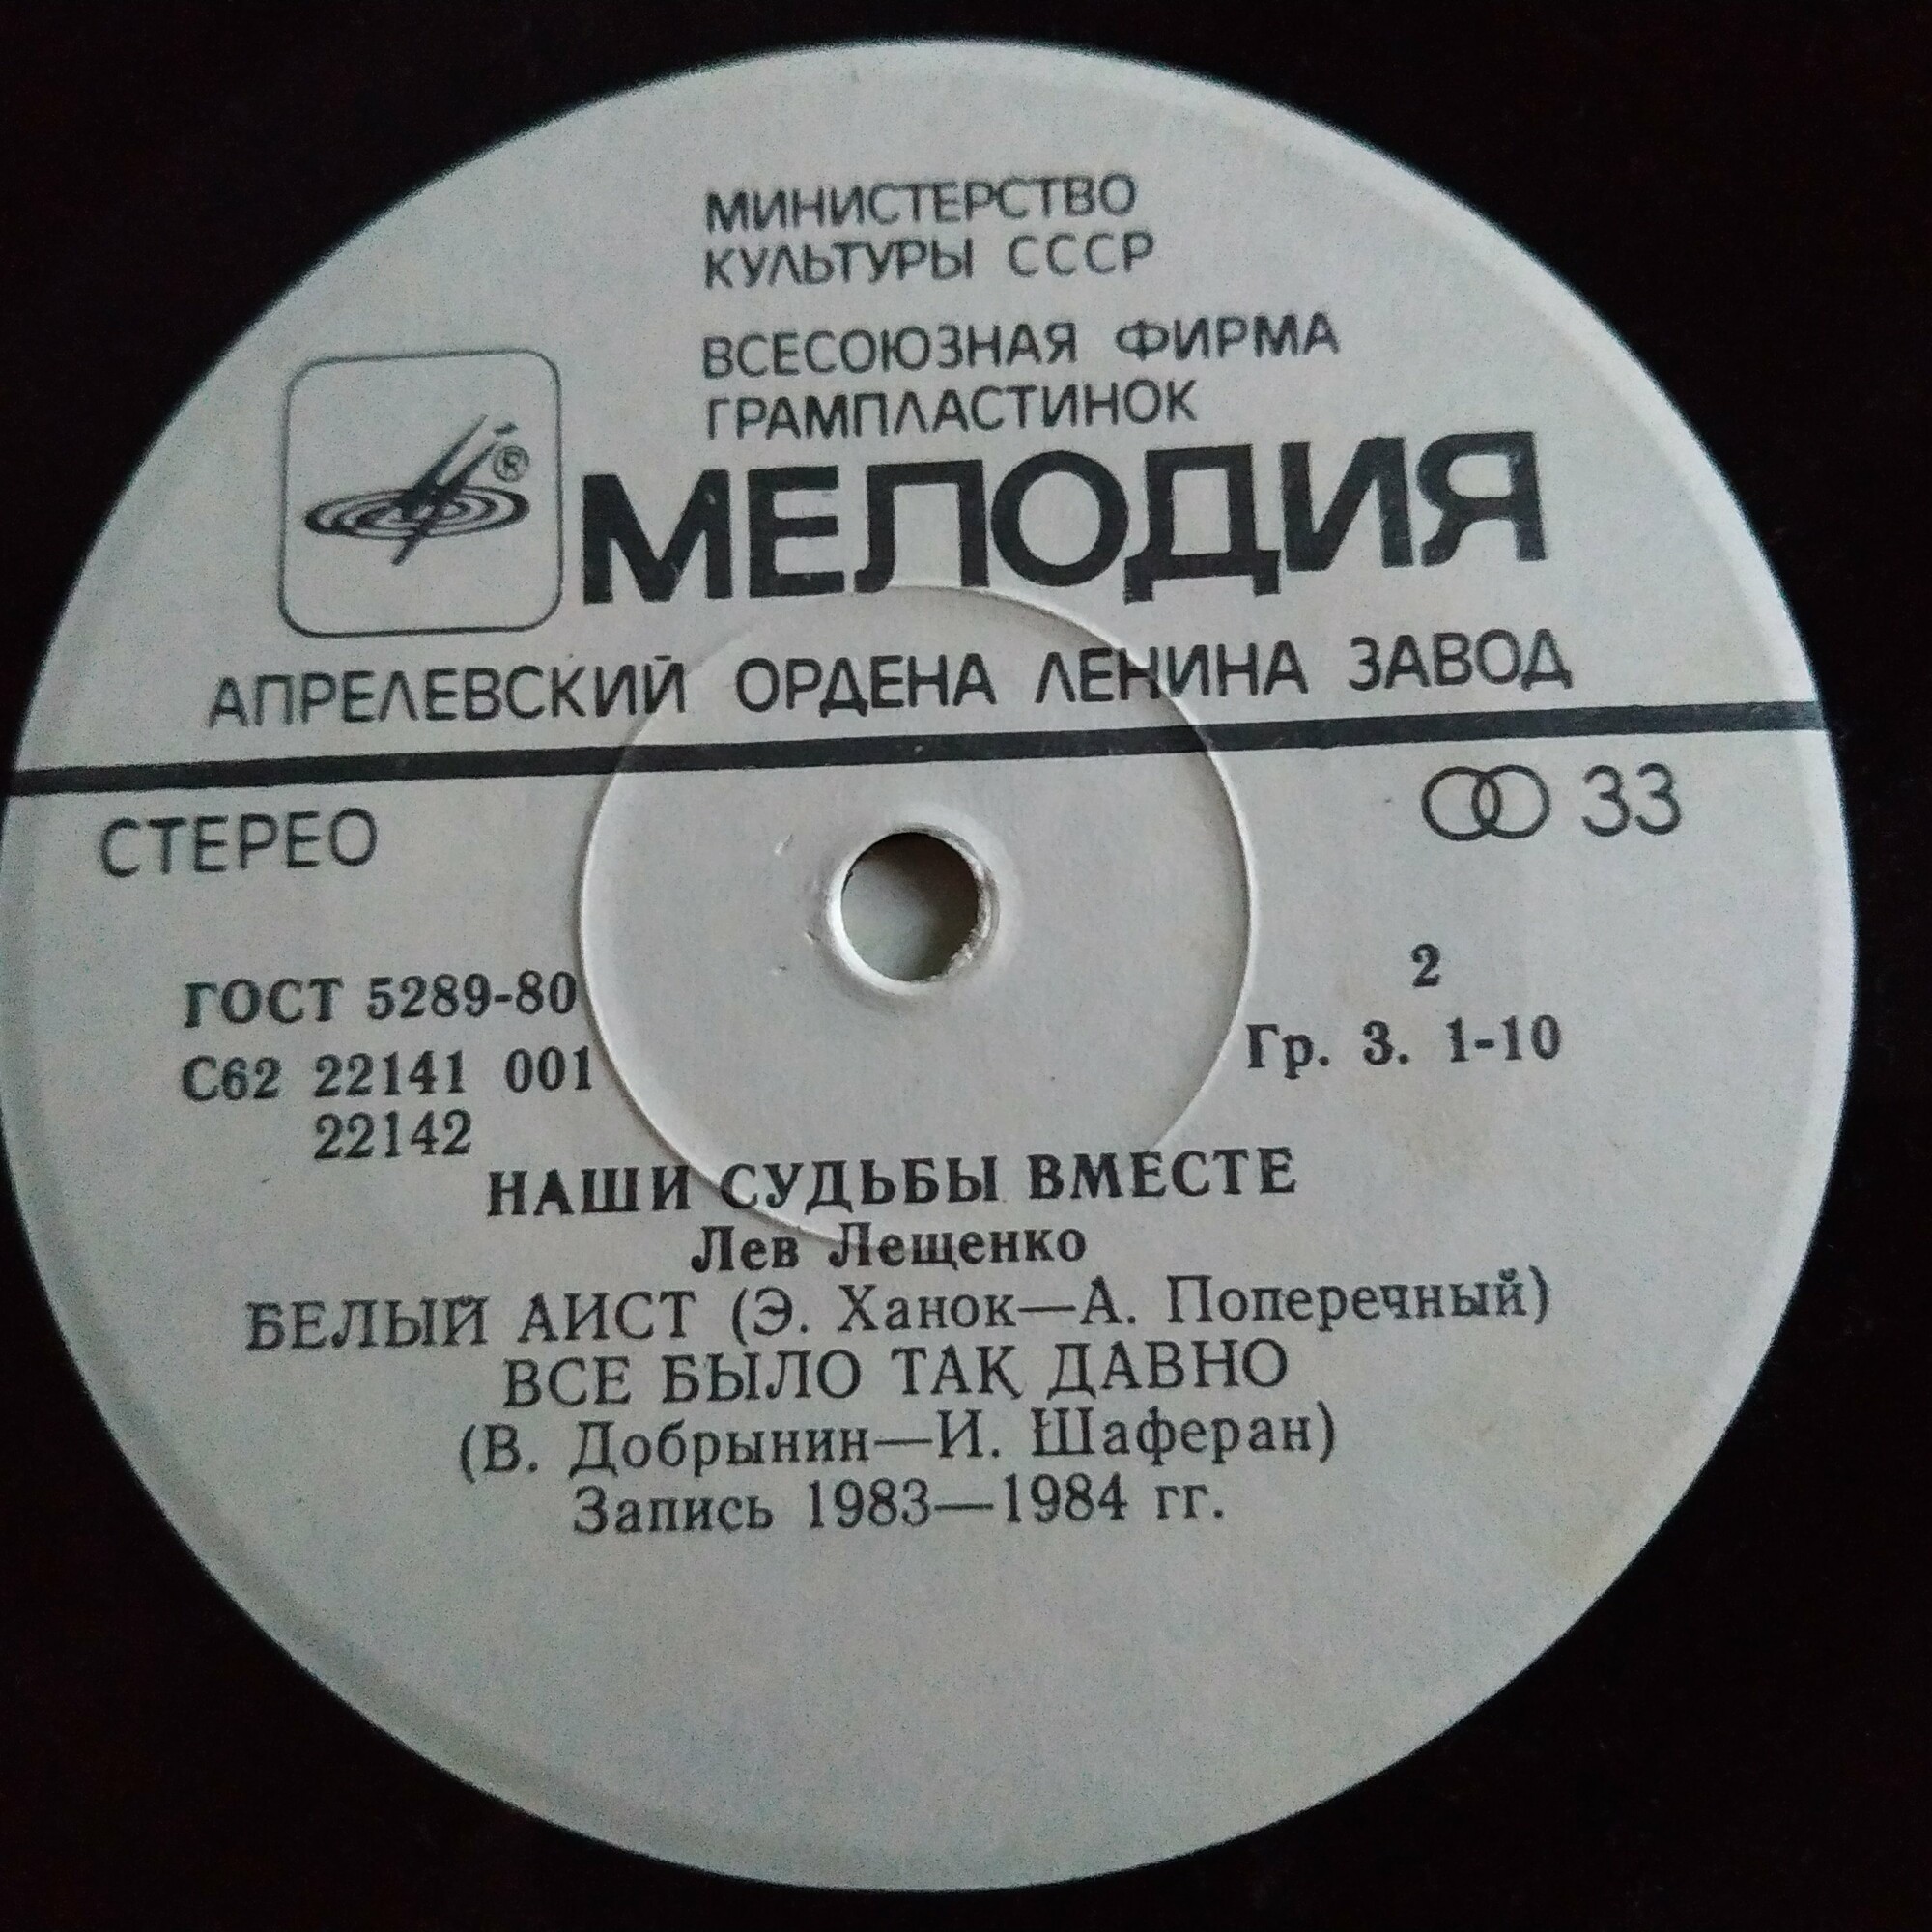 МИНИСТЕРСТВО
КУЛЬТУРЫ СССР
ВСЕСОЮЗНАЯ ФИРМА
ГРАМПЛАСТИНОК
®
МЕЛОДИЯ
АПРЕЛЕВСКИЙ ОРДЕНА ЛЕНИНА ЗАВОД
СТЕРЕО
33
ГОСТ 5289-80
2
С62 22141 001
Гр. 3. 1-10
22142
НАШИ СУДЬБЫ ВМЕСТЕ
Лев Лещенко
БЕЛЫЙ АИСТ (Э. Ханок—А. Поперечный)
ВСЕ БЫЛО ТАК ДАВНО
(В. Добрынин—И. Шаферан)
Запись 1983—1984 гг.